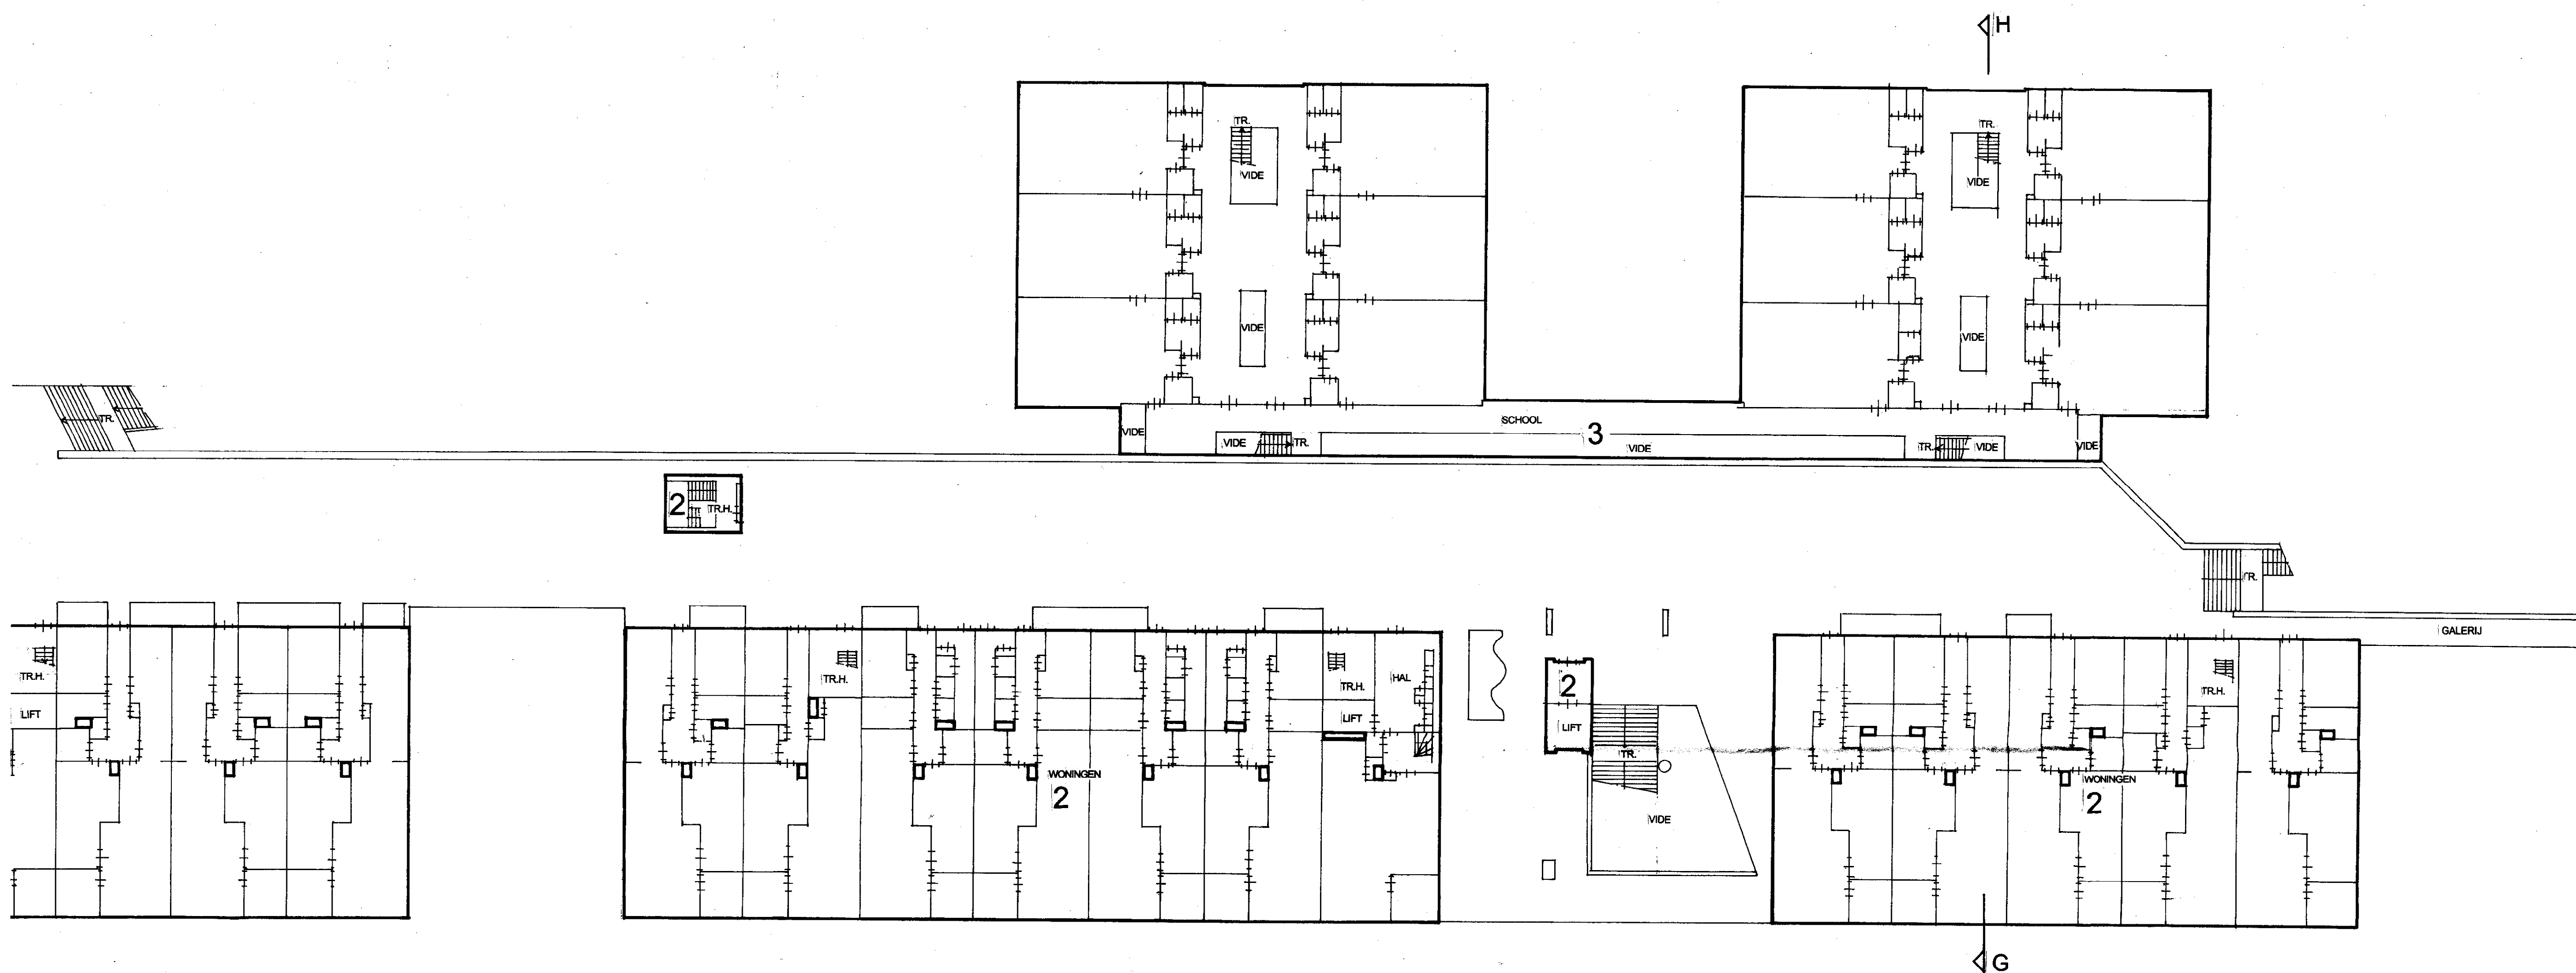 H
TR.
TR.
VIDE
VIDE
VIDE
VIDE
TR.
SCHOOL
3
VIDE
VIDE
TR.
VIDE
TR.
VIDE
VIDE
2
TR.H.
TR.
GALERIJ
TR.H.
LIFT
TR.H.
TR.H.
HAL
LIFT
2
LIFT
TR.
TR.H.
WONINGEN
2
WONINGEN
2
VIDE
G